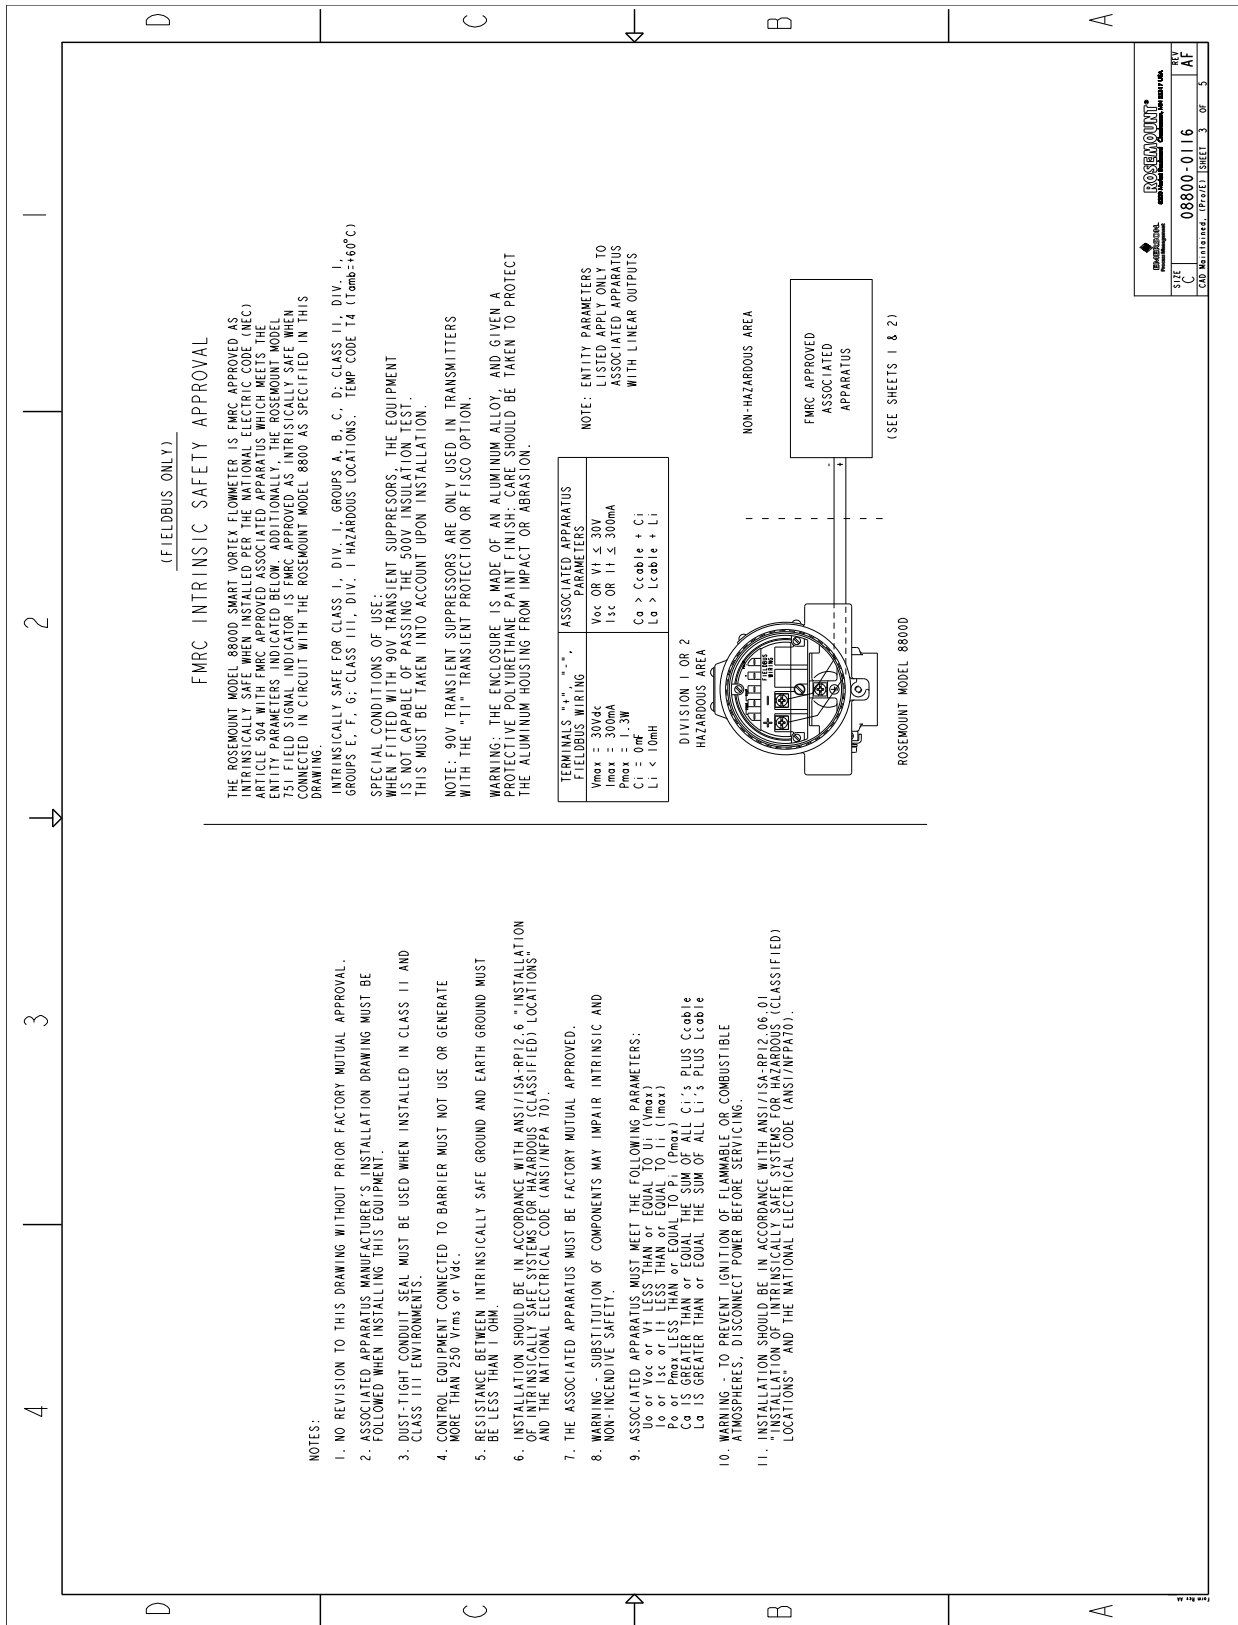 4
3
2
1
D
C
B
A
D
C
B
A
NOTES:
1. NO REVISION TO THIS DRAWING WITHOUT PRIOR FACTORY MUTUAL APPROVAL.
2. ASSOCIATED APPARATUS MANUFACTURER'S INSTALLATION DRAWING MUST BE
FOLLOWED WHEN INSTALLING THIS EQUIPMENT.
3. DUST-TIGHT CONDUIT SEAL MUST BE USED WHEN INSTALLED IN CLASS II AND
CLASS III ENVIRONMENTS.
4. CONTROL EQUIPMENT CONNECTED TO BARRIER MUST NOT USE OR GENERATE
MORE THAN 250 Vrms or Vdc.
5. RESISTANCE BETWEEN INTRINSICALLY SAFE GROUND AND EARTH GROUND MUST
BE LESS THAN 1 OHM.
6. INSTALLATION SHOULD BE IN ACCORDANCE WITH ANSI/ISA-RP12.6 "INSTALLATION
OF INTRINSICALLY SAFE SYSTEMS FOR HAZARDOUS (CLASSIFIED) LOCATIONS"
AND THE NATIONAL ELECTRICAL CODE (ANSI/NFPA 70).
7. THE ASSOCIATED APPARATUS MUST BE FACTORY MUTUAL APPROVED.
8. WARNING - SUBSTITUTION OF COMPONENTS MAY IMPAIR INTRINSIC AND
NON-INCENDIVE SAFETY.
9. ASSOCIATED APPARATUS MUST MEET THE FOLLOWING PARAMETERS:
Uo or Voc or Vt LESS THAN or EQUAL TO Ui (Vmax)
Io or Isc or It LESS THAN or EQUAL TO Ii (Imax)
Po or Pmax LESS THAN or EQUAL TO Pi (Pmax)
Ca IS GREATER THAN or EQUAL THE SUM OF ALL Ci's PLUS Ccable
La IS GREATER THAN or EQUAL THE SUM OF ALL Li's PLUS Lcable
10. WARNING - TO PREVENT IGNITION OF FLAMMABLE OR COMBUSTIBLE
ATMOSPHERES, DISCONNECT POWER BEFORE SERVICING.
11. INSTALLATION SHOULD BE IN ACCORDANCE WITH ANSI/ISA-RP12.06.01
"INSTALLATION OF INTRINSICALLY SAFE SYSTEMS FOR HAZARDOUS (CLASSIFIED)
LOCATIONS" AND THE NATIONAL ELECTRICAL CODE (ANSI/NFPA70).
(FIELDBUS ONLY)
FMRC INTRINSIC SAFETY APPROVAL
THE ROSEMOUNT MODEL 8800D SMART VORTEX FLOWMETER IS FMRC APPROVED AS
INTRINSICALLY SAFE WHEN INSTALLED PER THE NATIONAL ELECTRIC CODE (NEC)
ARTICLE 504 WITH FMRC APPROVED ASSOCIATED APPARATUS WHICH MEETS THE
ENTITY PARAMETERS INDICATED BELOW. ADDITIONALLY, THE ROSEMOUNT MODEL
751 FIELD SIGNAL INDICATOR IS FMRC APPROVED AS INTRISICALLY SAFE WHEN
CONNECTED IN CIRCUIT WITH THE ROSEMOUNT MODEL 8800 AS SPECIFIED IN THIS
DRAWING.
INTRINSICALLY SAFE FOR CLASS I, DIV. I, GROUPS A, B, C, D; CLASS II, DIV. I,
GROUPS E, F, G; CLASS III, DIV. I HAZARDOUS LOCATIONS. TEMP CODE T4 (Tamb=+60°C)
SPECIAL CONDITIONS OF USE:
WHEN FITTED WITH 90V TRANSIENT SUPPRESORS, THE EQUIPMENT
IS NOT CAPABLE OF PASSING THE 500V INSULATION TEST.
THIS MUST BE TAKEN INTO ACCOUNT UPON INSTALLATION.
NOTE: 90V TRANSIENT SUPPRESSORS ARE ONLY USED IN TRANSMITTERS
WITH THE "T1" TRANSIENT PROTECTION OR FISCO OPTION.
WARNING: THE ENCLOSURE IS MADE OF AN ALUMINUM ALLOY, AND GIVEN A
PROTECTIVE POLYURETHANE PAINT FINISH; CARE SHOULD BE TAKEN TO PROTECT
THE ALUMINUM HOUSING FROM IMPACT OR ABRASION.
TERMINALS "+", "-",
FIELDBUS WIRING
Vmax = 30Vdc
Imax = 300mA
Pmax = 1.3W
Ci = 0mF
Li < 10mH
ASSOCIATED APPARATUS
PARAMETERS
Voc OR Vt ≤ 30V
Isc OR It ≤ 300mA
Ca > Ccable + Ci
La > Lcable + Li
NOTE: ENTITY PARAMETERS
LISTED APPLY ONLY TO
ASSOCIATED APPARATUS
WITH LINEAR OUTPUTS
DIVISION 1 OR 2
HAZARDOUS AREA
NON-HAZARDOUS AREA
FIELDBUS
WIRING
+ -
- 
+
FMRC APPROVED
ASSOCIATED
APPARATUS
(SEE SHEETS 1 & 2)
ROSEMOUNT MODEL 8800D
EMERSON.
Process Management
ROSEMOUNT®
SIZE
C
08800-0116
REV
AF
CAD Maintained, (Pro/E)
SHEET 3 OF 5
Form Rev AA